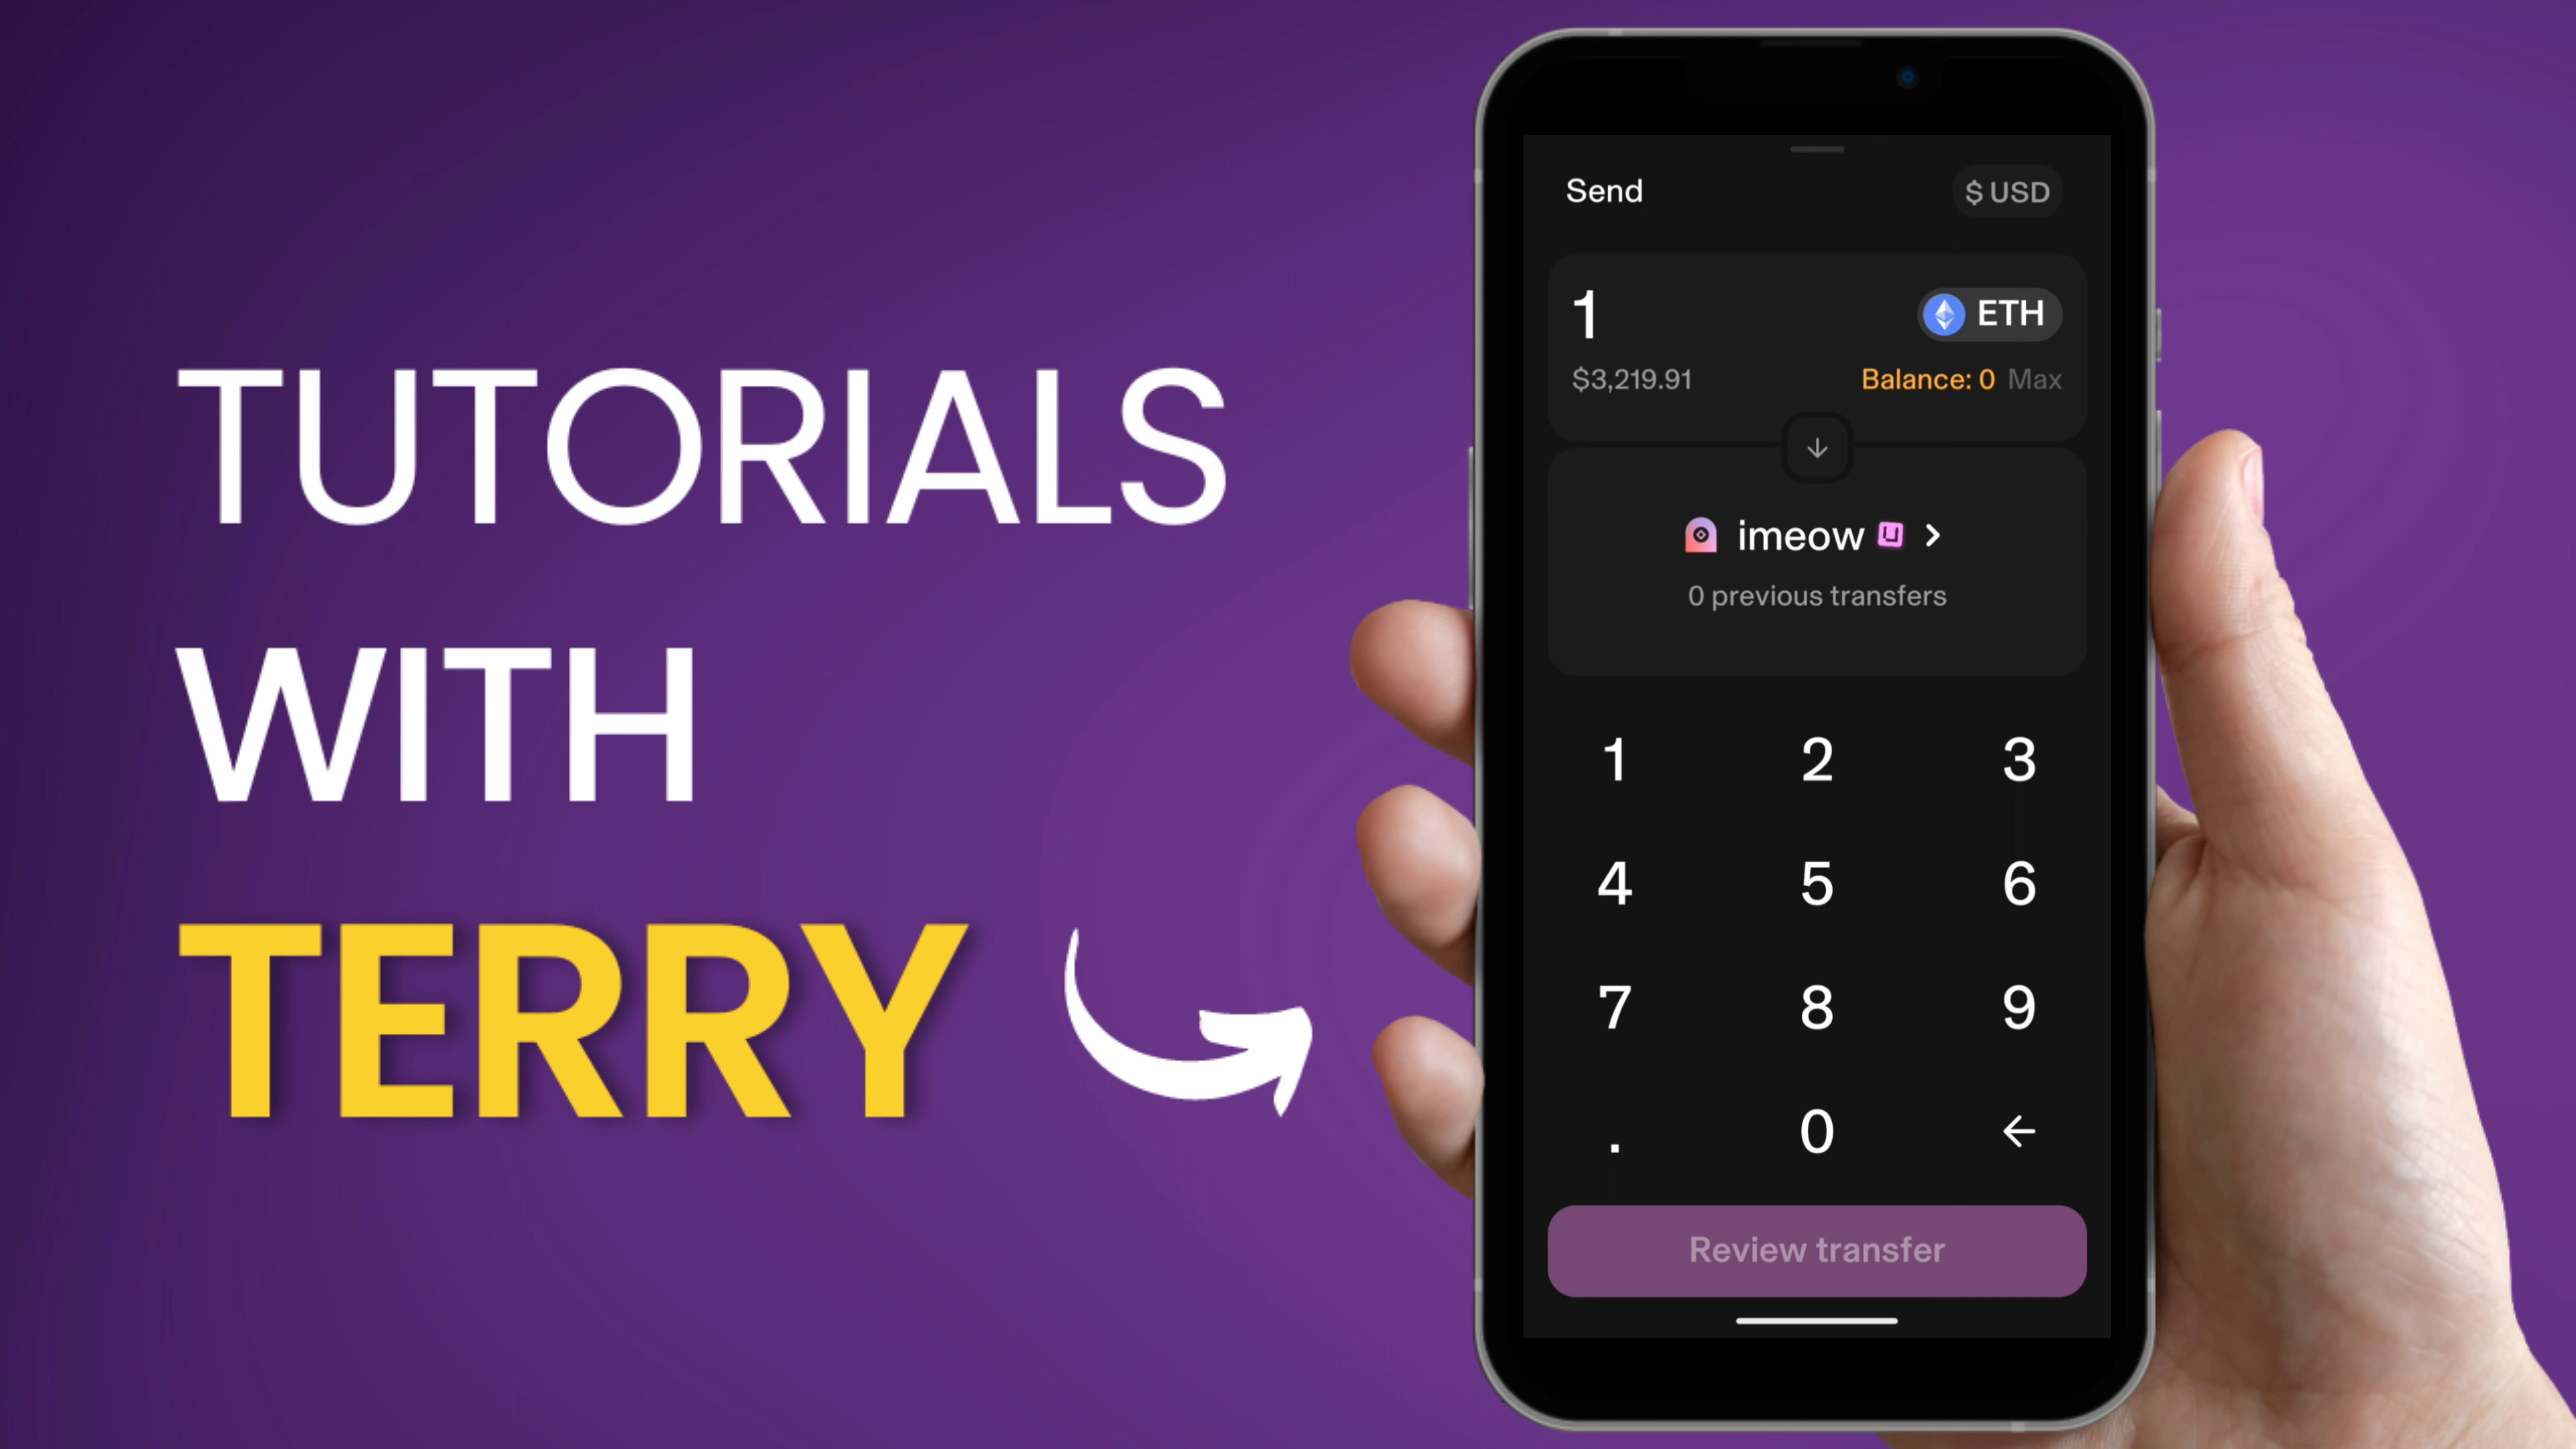 TUTORIALS
WITH
TERRY
Send
$ USD
1
ETH
$3,219.91
Balance: 0 Max
imeow
0 previous transfers
1 2 3
4 5 6
7 8 9
. 0
Review transfer